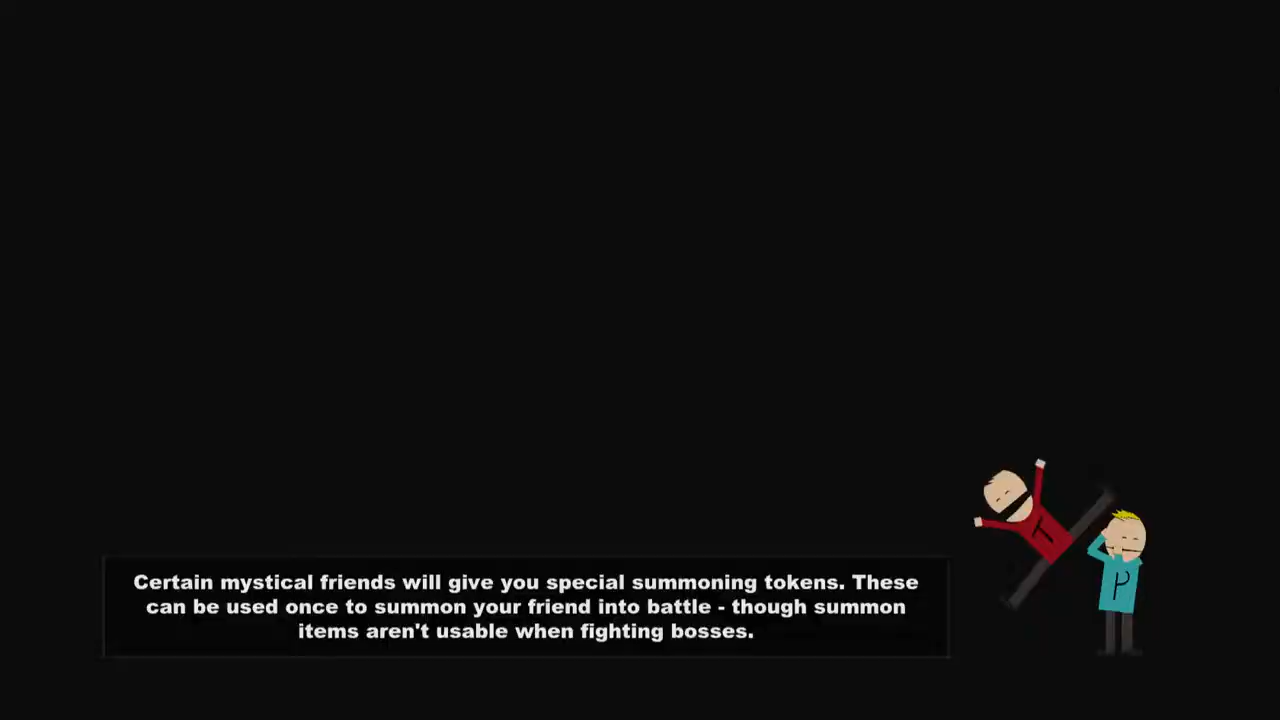 Certain mystical friends will give you special summoning tokens. These
can be used once to summon your friend into battle - though summon
items aren't usable when fighting bosses.
T
P